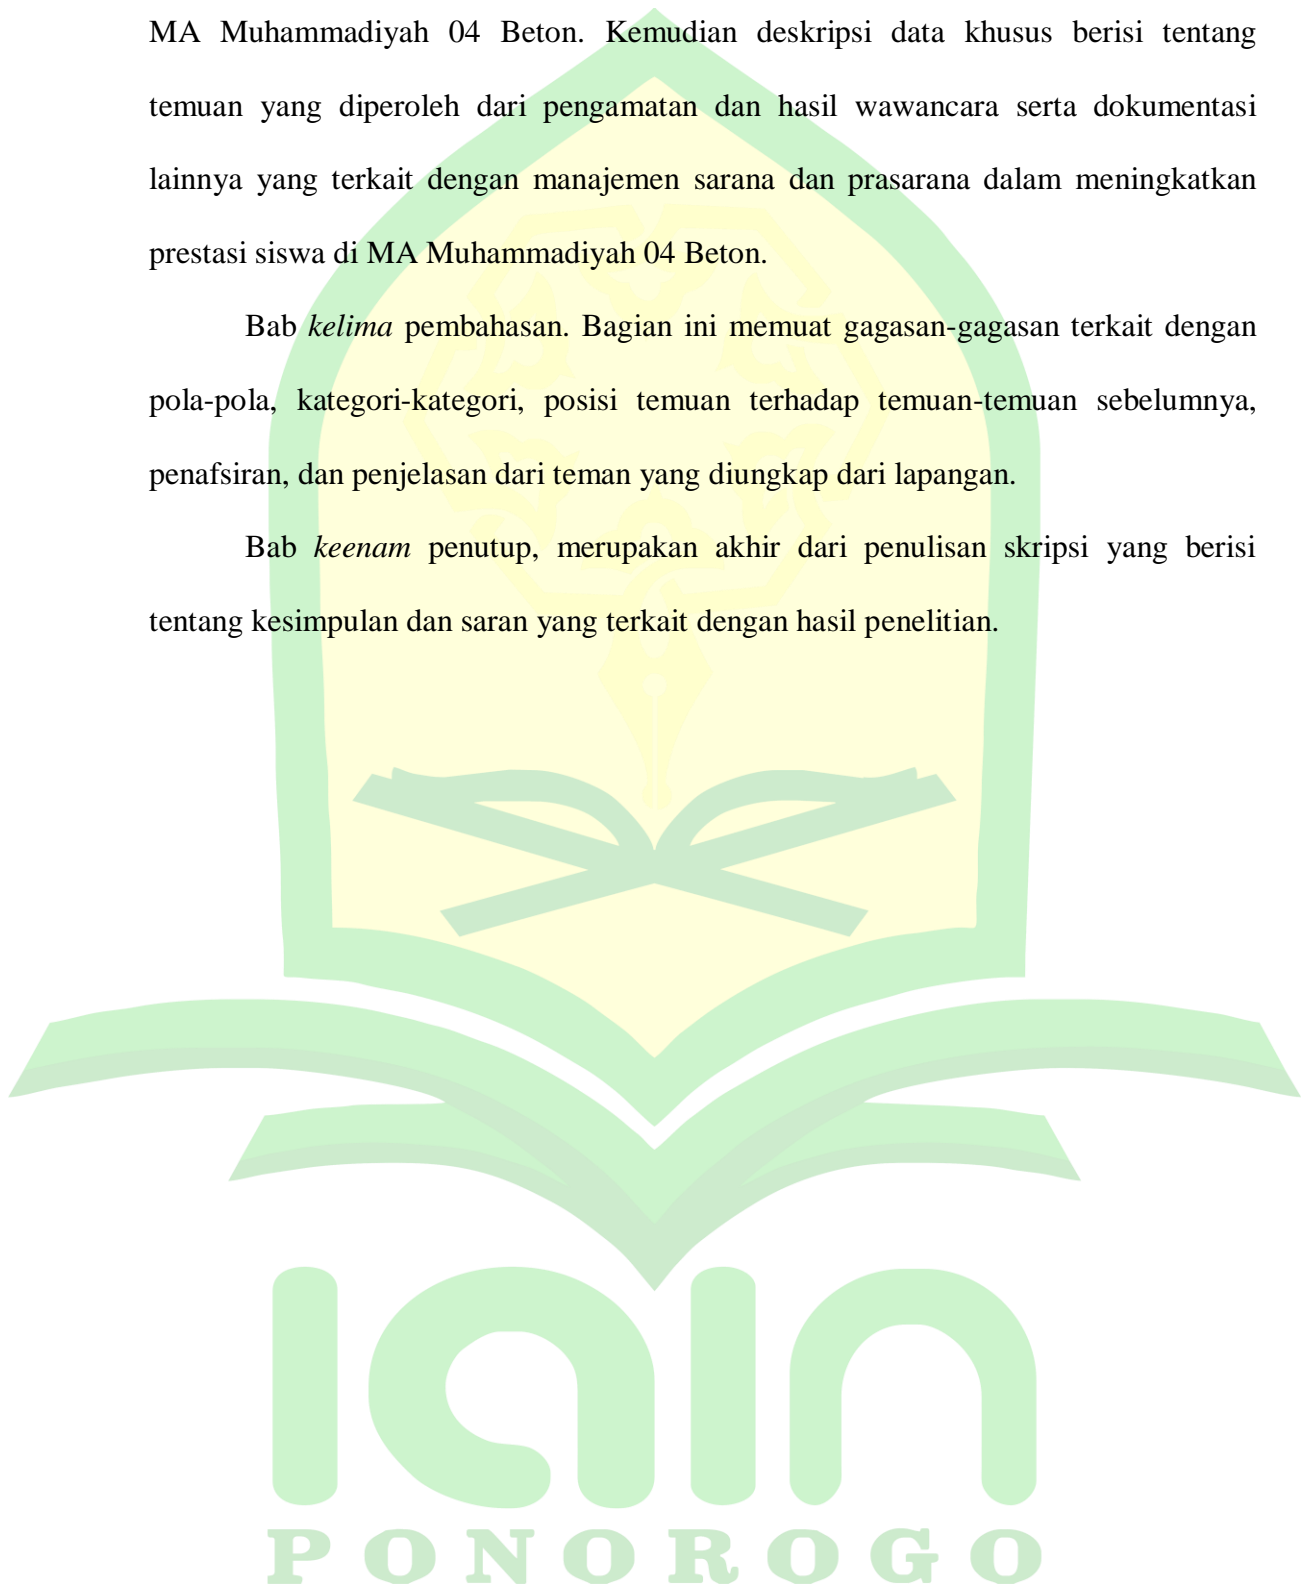 MA Muhammadiyah 04 Beton. Kemudian deskripsi data khusus berisi tentang
temuan yang diperoleh dari pengamatan dan hasil wawancara serta dokumentasi
lainnya yang terkait dengan manajemen sarana dan prasarana dalam meningkatkan
prestasi siswa di MA Muhammadiyah 04 Beton.
Bab kelima pembahasan. Bagian ini memuat gagasan-gagasan terkait dengan
pola-pola, kategori-kategori, posisi temuan terhadap temuan-temuan sebelumnya,
penafsiran, dan penjelasan dari teman yang diungkap dari lapangan.
Bab keenam penutup, merupakan akhir dari penulisan skripsi yang berisi
tentang kesimpulan dan saran yang terkait dengan hasil penelitian.
iain
PONOROGO